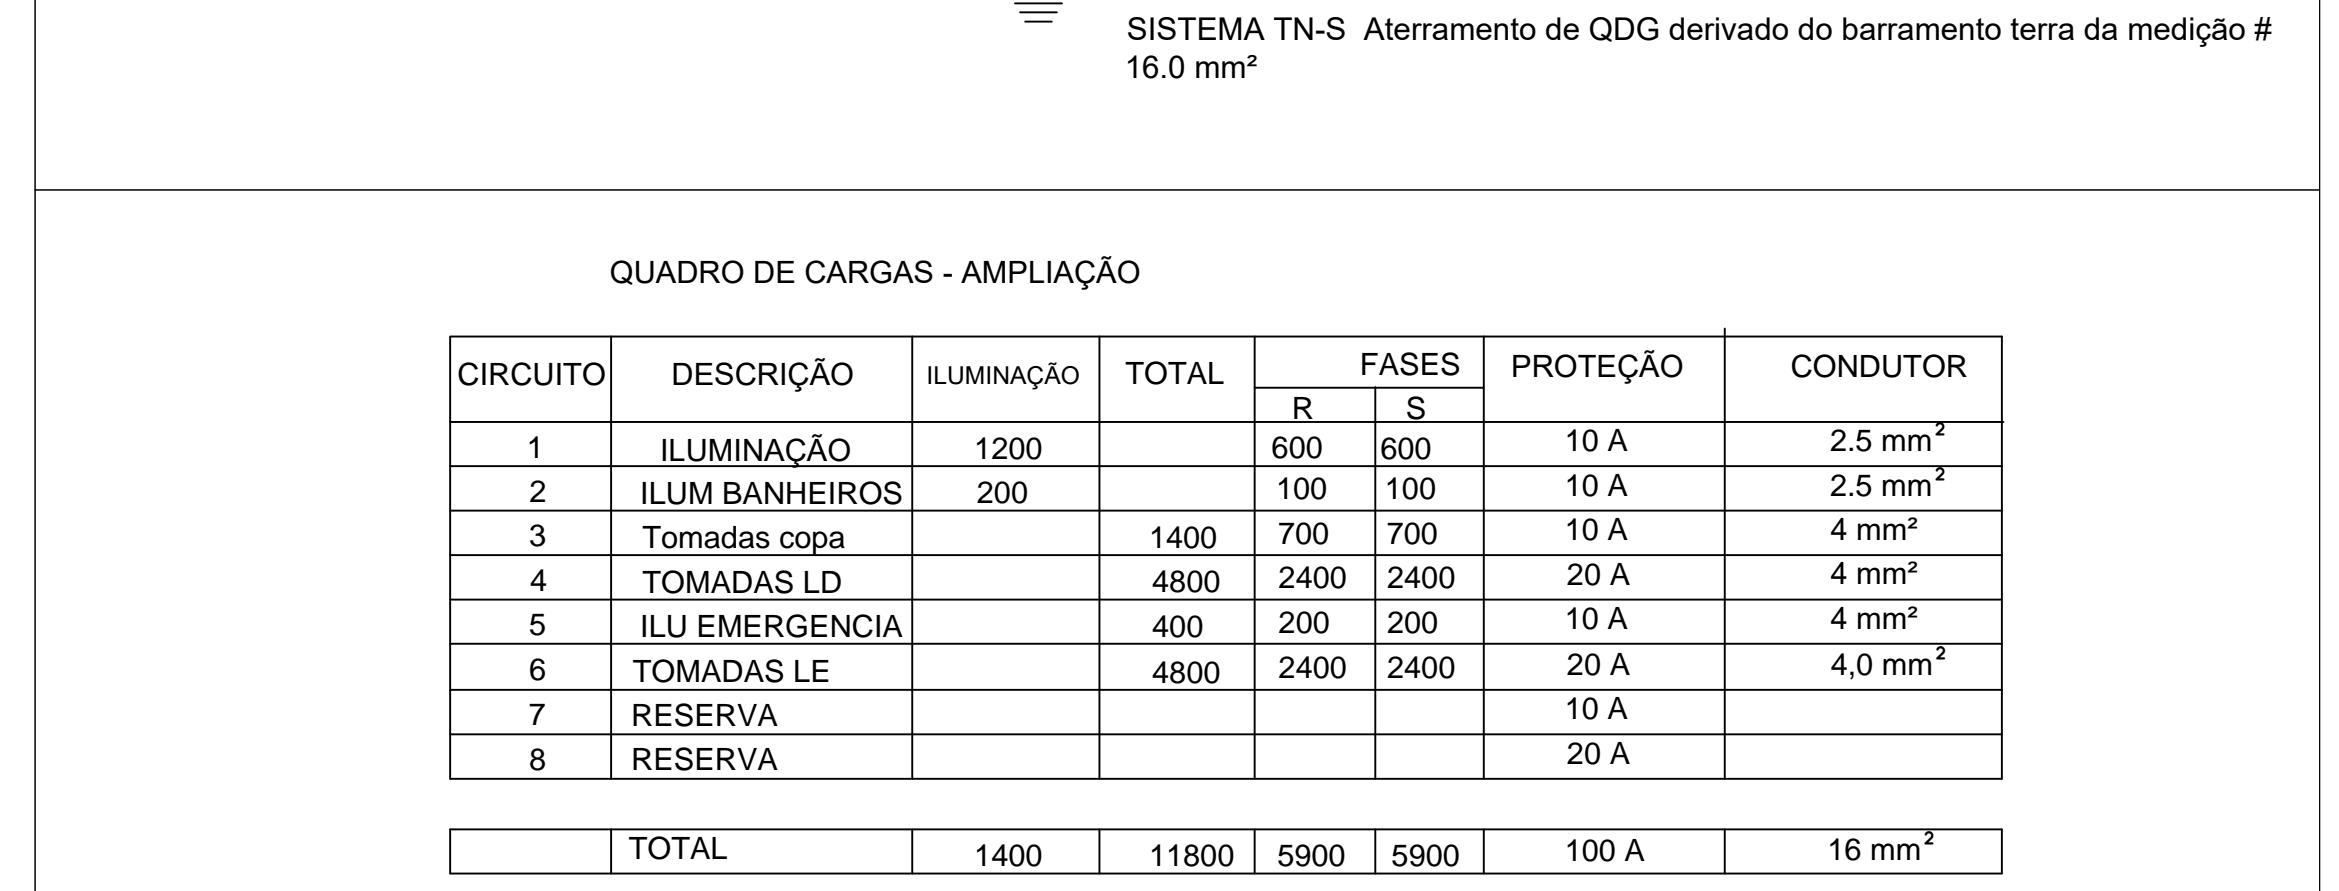 SISTEMA TN-S Aterramento de QDG derivado do barramento terra da medição #
16.0 mm²
QUADRO DE CARGAS - AMPLIAÇÃO
CIRCUITO DESCRIÇÃO ILUMINAÇÃO TOTAL FASES PROTEÇÃO CONDUTOR
R S
1 ILUMINAÇÃO 1200 600 600 10 A 2.5 mm²
2 ILUM BANHEIROS 200 100 100 10 A 2.5 mm²
3 Tomadas copa 1400 700 700 10 A 4 mm²
4 TOMADAS LD 4800 2400 2400 20 A 4 mm²
5 ILU EMERGENCIA 400 200 200 10 A 4 mm²
6 TOMADAS LE 4800 2400 2400 20 A 4,0 mm²
7 RESERVA 10 A
8 RESERVA 20 A
TOTAL 1400 11800 5900 5900 100 A 16 mm²